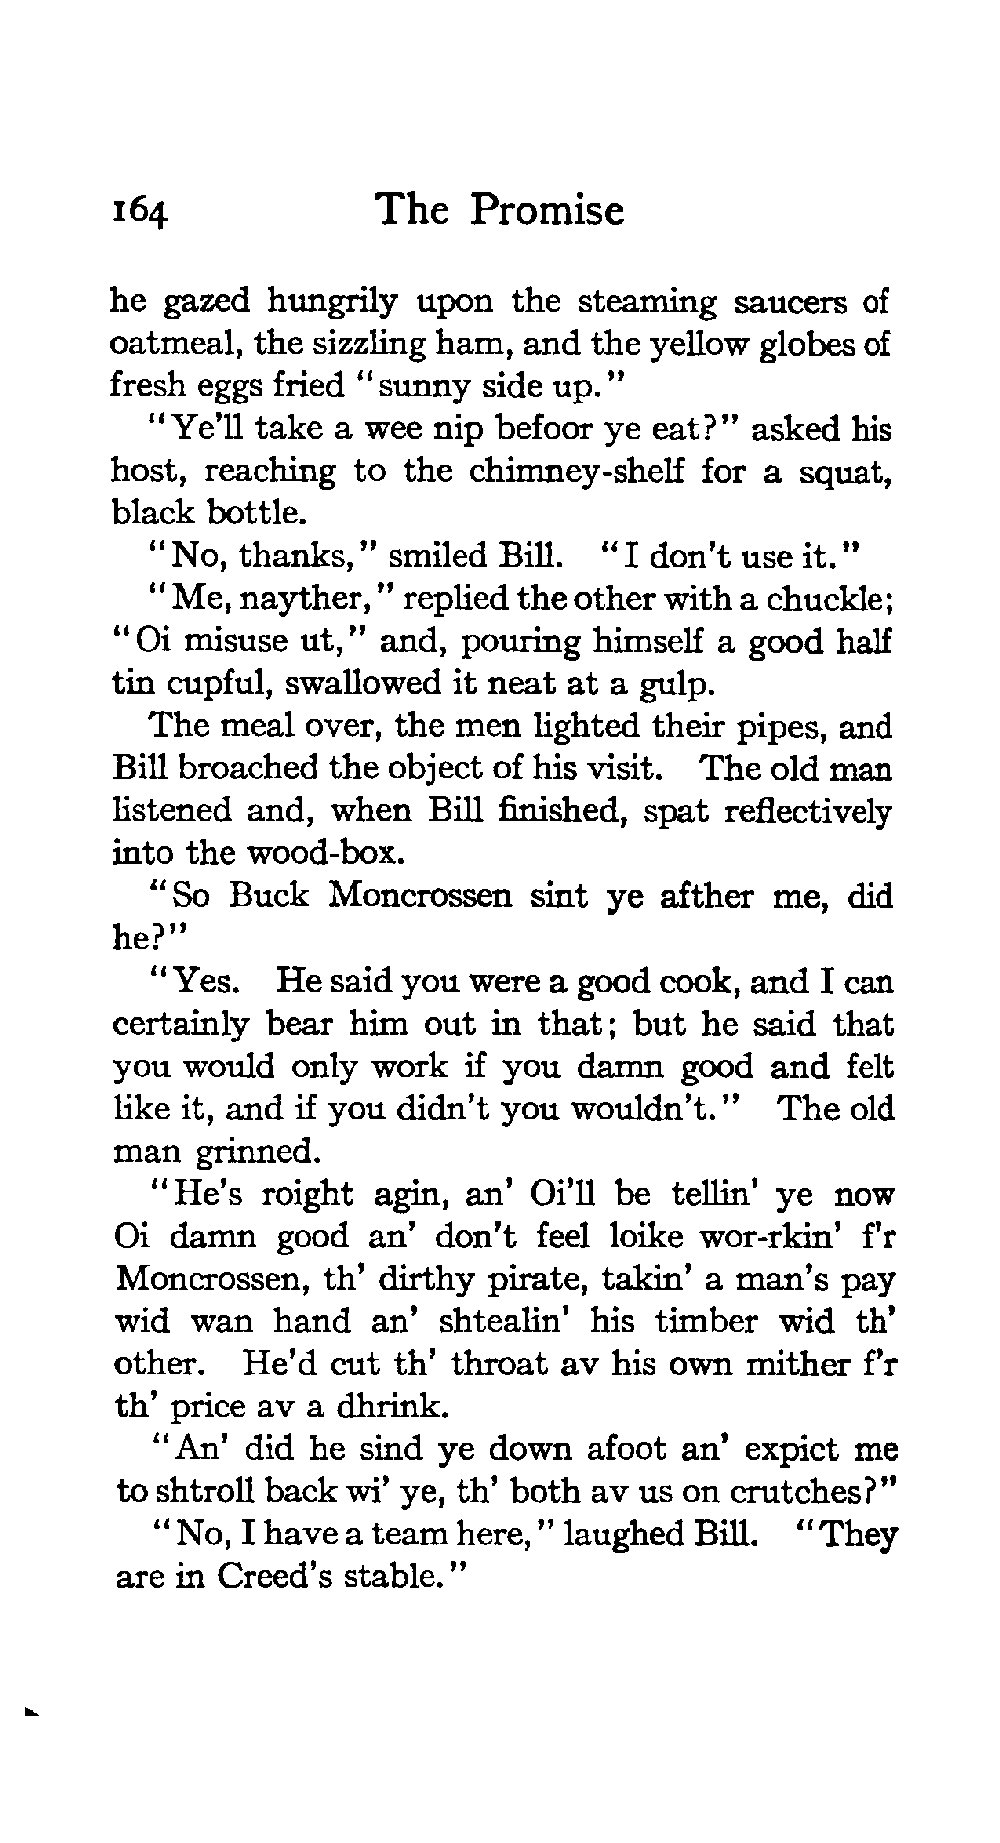 164 The Promise
he gazed hungrily upon the steaming saucers of
oatmeal, the sizzling ham, and the yellow globes of
fresh eggs fried "sunny side up."
"Ye'll take a wee nip befoor ye eat?" asked his
host, reaching to the chimney-shelf for a squat,
black bottle.
"No, thanks," smiled Bill. "I don't use it."
"Me, nayther," replied the other with a chuckle;
"Oi misuse ut," and, pouring himself a good half
tin cupful, swallowed it neat at a gulp.
The meal over, the men lighted their pipes, and
Bill broached the object of his visit. The old man
listened and, when Bill finished, spat reflectively
into the wood-box.
"So Buck Moncrossen sint ye afther me, did
he?"
"Yes. He said you were a good cook, and I can
certainly bear him out in that; but he said that
you would only work if you damn good and felt
like it, and if you didn't you wouldn't." The old
man grinned.
"He's roight agin, an' Oi'll be tellin' ye now
Oi damn good an' don't feel loike wor-rkin' f'r
Moncrossen, th' dirthy pirate, takin' a man's pay
wid wan hand an' shtealin' his timber wid th'
other. He'd cut th' throat av his own mither f'r
th' price av a dhrink.
"An' did he sind ye down afoot an' expict me
to shtroll back wi' ye, th' both av us on crutches?"
"No, I have a team here," laughed Bill. "They
are in Creed's stable."